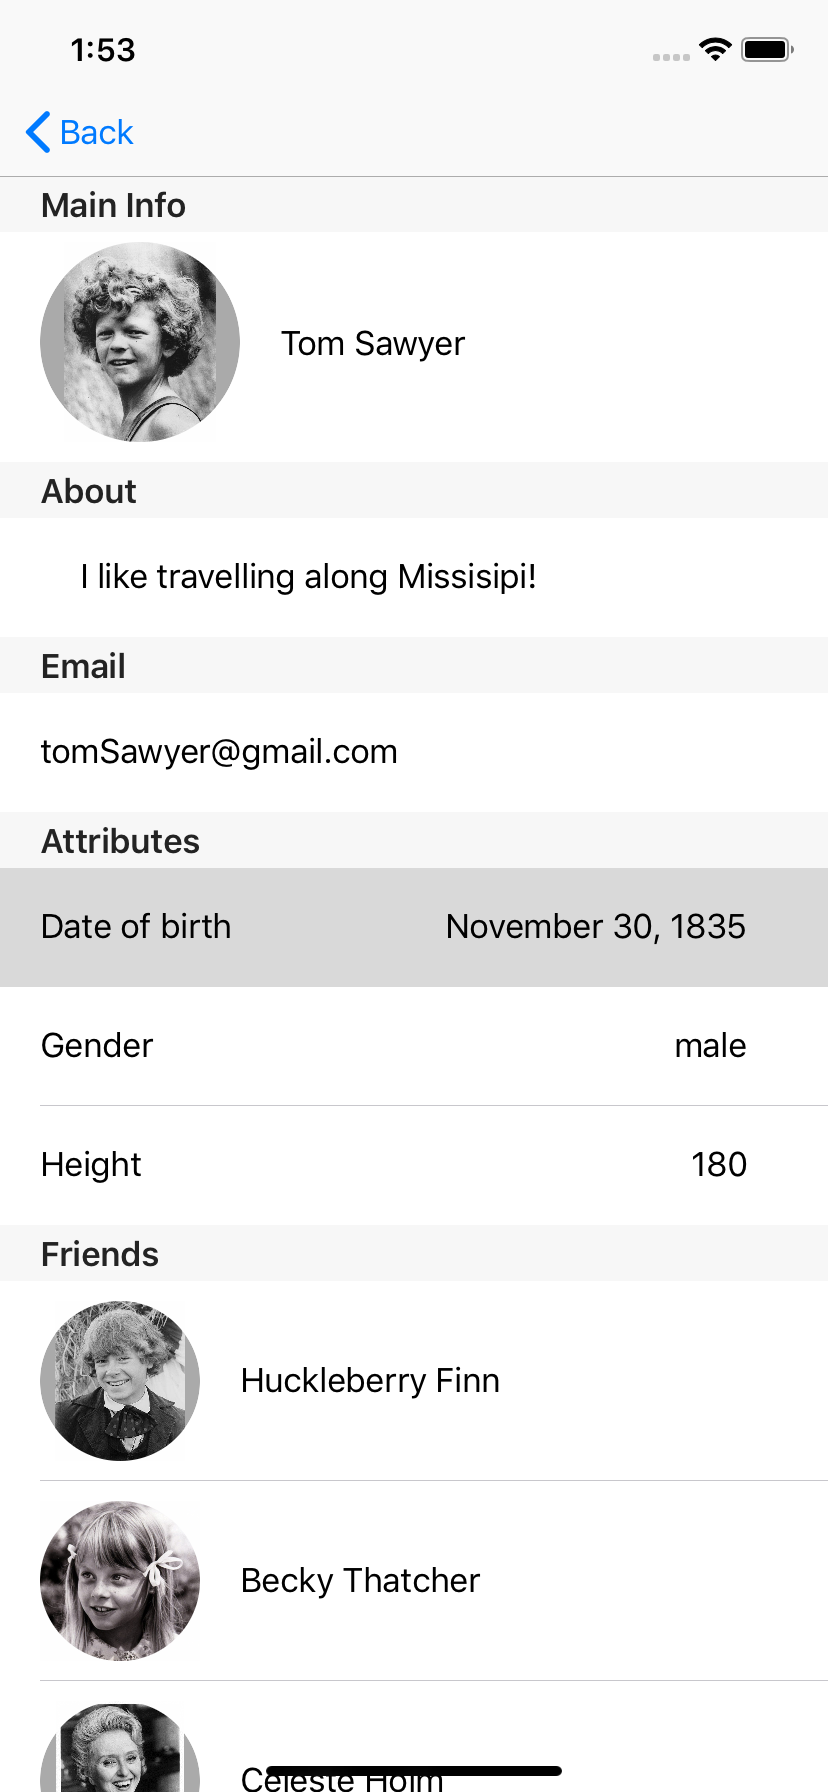 1:53
Back
Main Info
Tom Sawyer
About
I like travelling along Missisipi!
Email
tomSawyer@gmail.com
Attributes
Date of birth November 30, 1835
Gender male
Height 180
Friends
Huckleberry Finn
Becky Thatcher
Celeste Holm